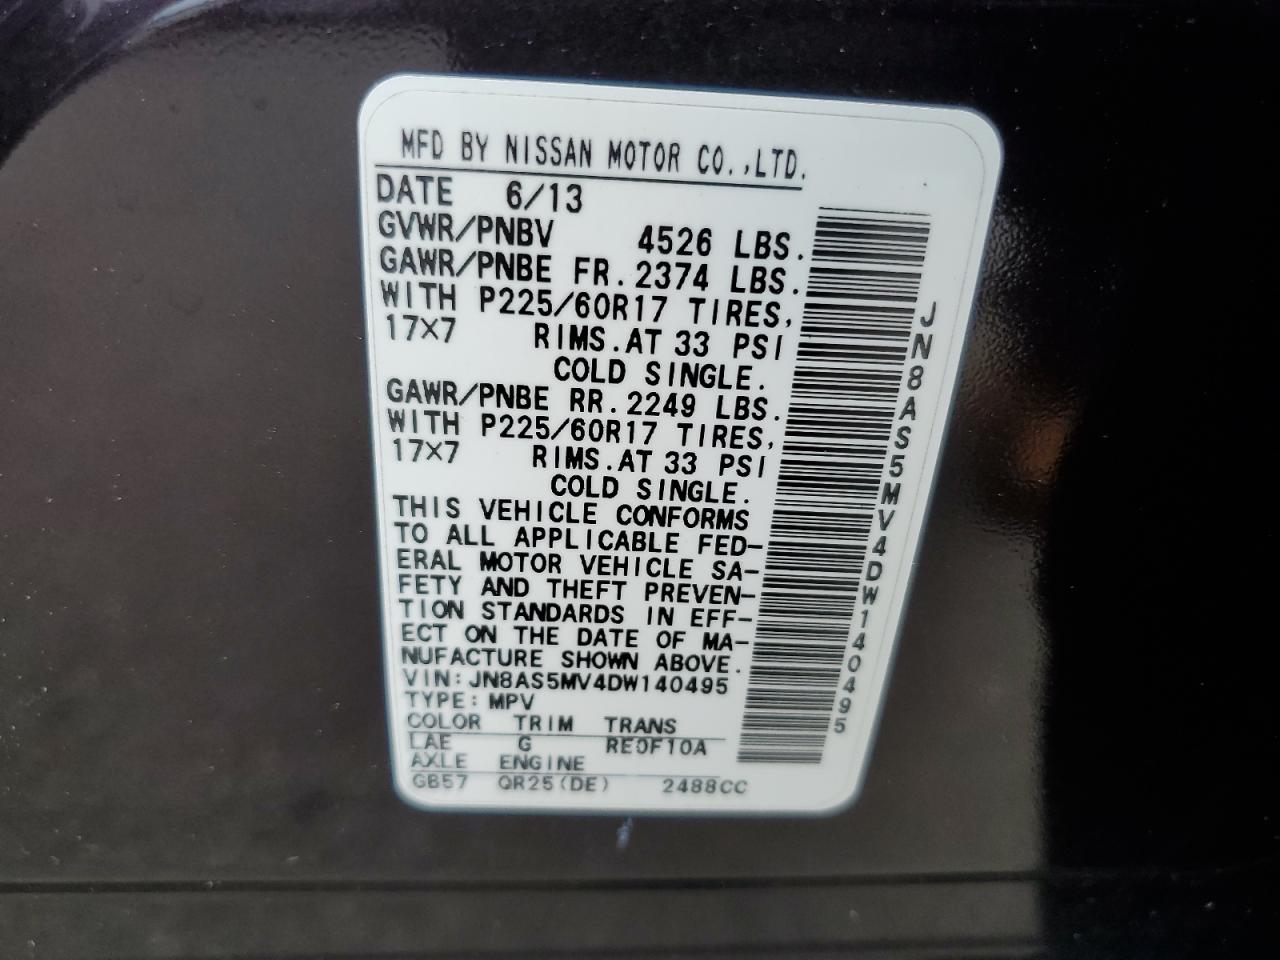 MFD BY NISSAN MOTOR CO.,LTD.
DATE 6/13
GVWR/PNBV 4526 LBS.
GAWR/PNBE FR. 2374 LBS.
WITH P225/60R17 TIRES,
17×7 RIMS.AT 33 PSI
COLD SINGLE.
GAWR/PNBE RR. 2249 LBS.
WITH P225/60R17 TIRES,
17×7 RIMS.AT 33 PSI
COLD SINGLE.
THIS VEHICLE CONFORMS
TO ALL APPLICABLE FED-
ERAL MOTOR VEHICLE SA-
FETY AND THEFT PREVEN-
TION STANDARDS IN EFF-
ECT ON THE DATE OF MA-
NUFACTURE SHOWN ABOVE.
VIN: JN8AS5MV4DW140495
TYPE: MPV
COLOR TRIM TRANS
LAE G RE0F10A
AXLE ENGINE
GB57 QR25(DE) 2488CC
JN8AS5MV4DW140495